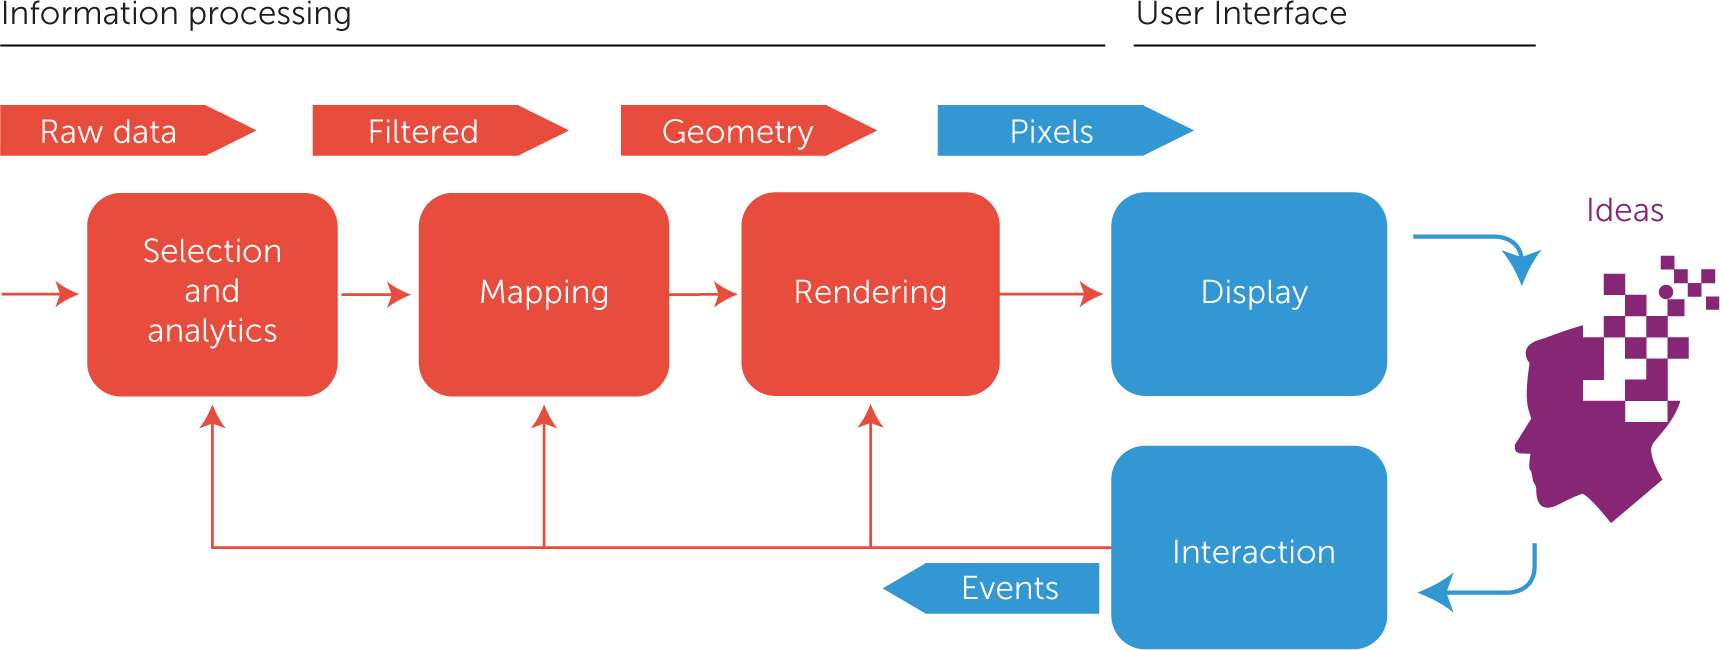 Information processing
User Interface
Raw data
Filtered
Geometry
Pixels
Selection
and
analytics
Mapping
Rendering
Display
Ideas
Interaction
Events